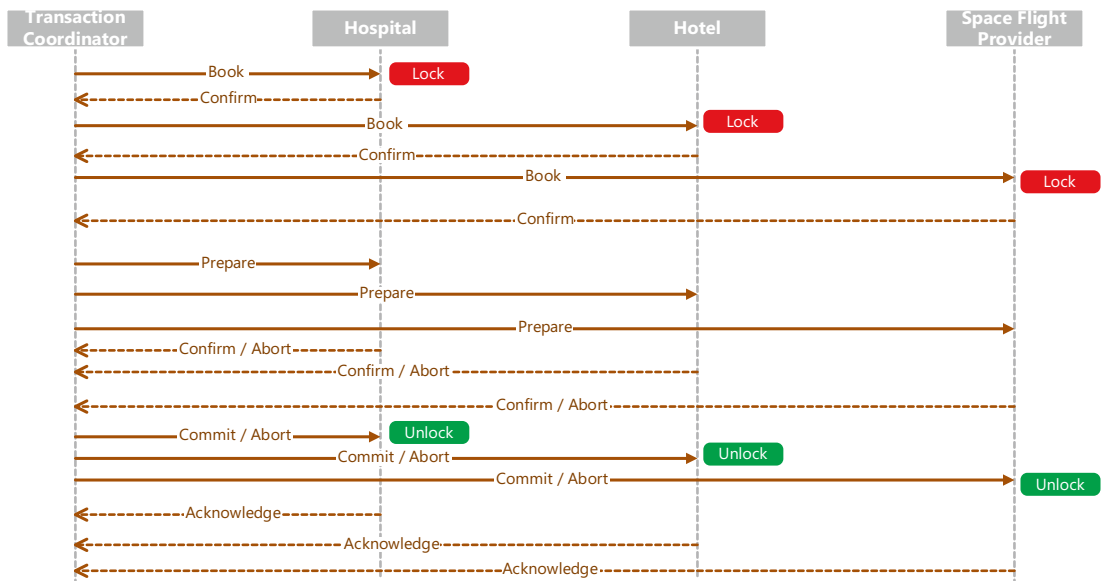 Transaction
Coordinator
Hospital
Hotel
Space Flight
Provider
Book
Lock
Confirm
Book
Lock
Confirm
Book
Lock
Confirm
Prepare
Prepare
Prepare
Confirm / Abort
Confirm / Abort
Confirm / Abort
Commit / Abort
Unlock
Commit / Abort
Unlock
Commit / Abort
Unlock
Acknowledge
Acknowledge
Acknowledge